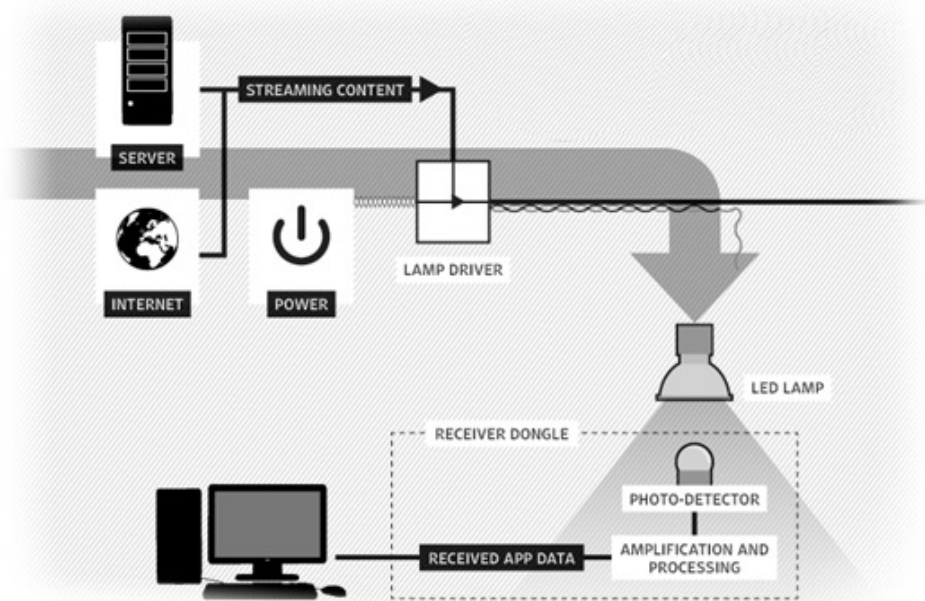 STREAMING CONTENT
SERVER
INTERNET
POWER
LAMP DRIVER
LED LAMP
RECEIVER DONGLE
PHOTO-DETECTOR
RECEIVED APP DATA
AMPLIFICATION AND
PROCESSING